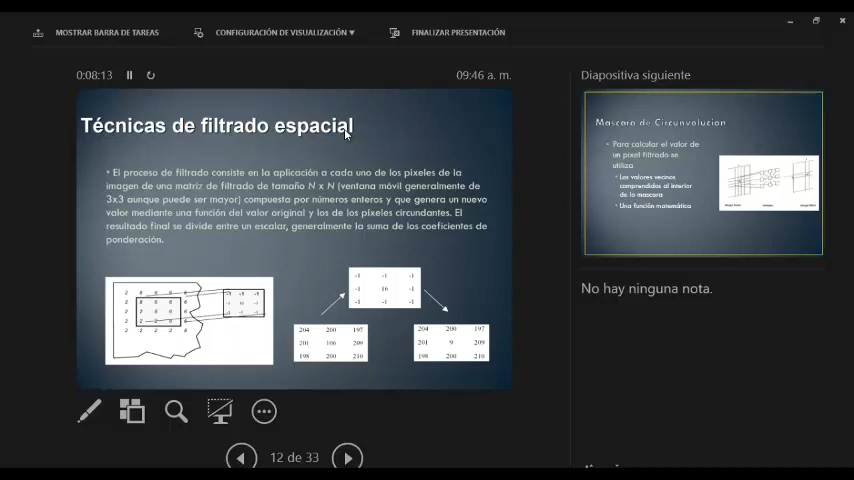 MOSTRAR BARRA DE TAREAS
CONFIGURACIÓN DE VISUALIZACIÓN ▼
FINALIZAR PRESENTACIÓN
0:08:13
09:46 a. m.
Técnicas de filtrado espacial
• El proceso de filtrado consiste en la aplicación a cada uno de los pixeles de la
imagen de una matriz de filtrado de tamaño N x N (ventana móvil generalmente de
3x3 aunque puede ser mayor) compuesta por números enteros y que genera un nuevo
valor mediante una función del valor original y los de los píxeles circundantes. El
resultado final se divide entre un escalar, generalmente la suma de los coeficientes de
ponderación.
-1 -1 -1
-1 16 -1
-1 -1 -1
204 200 197
201 106 209
198 200 210
204 200 197
201 9 209
198 200 210
12 de 33
Diapositiva siguiente
Mascara de Circunvolucion
• Para calcular el valor de
un pixel filtrado se
utiliza
• Los valores vecinos
comprendidos al interior
de la mascara
• Una función matemática
No hay ninguna nota.